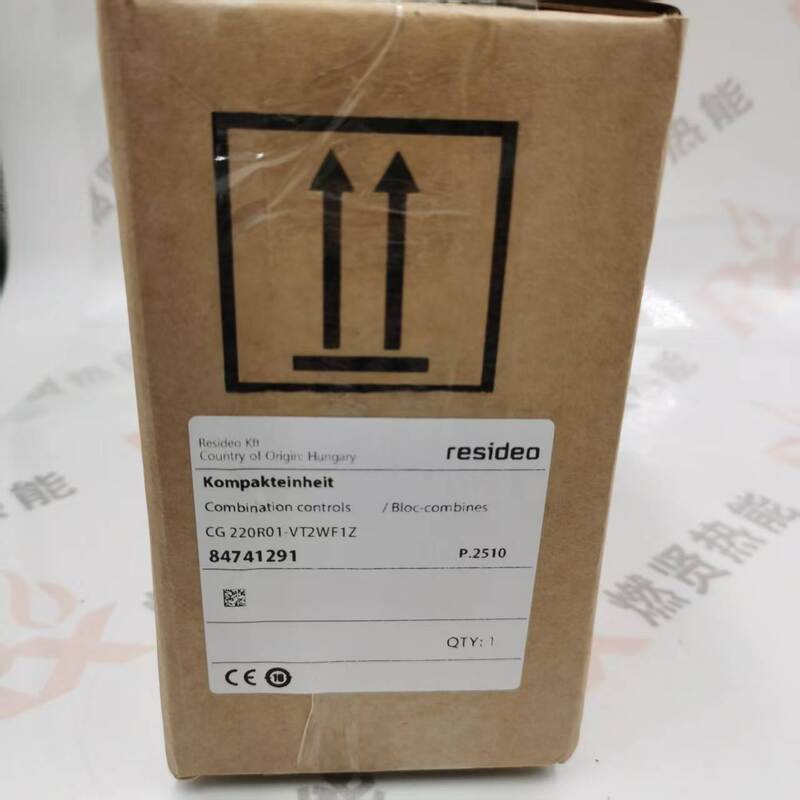 Resideo Kft
Country of Origin: Hungary
resideo
Kompakteinheit
Combination controls / Bloc-combines
CG 220R01-VT2WF1Z
84741291 P.2510
QTY: 1
CE 10
燃贤热能
燃贤热能